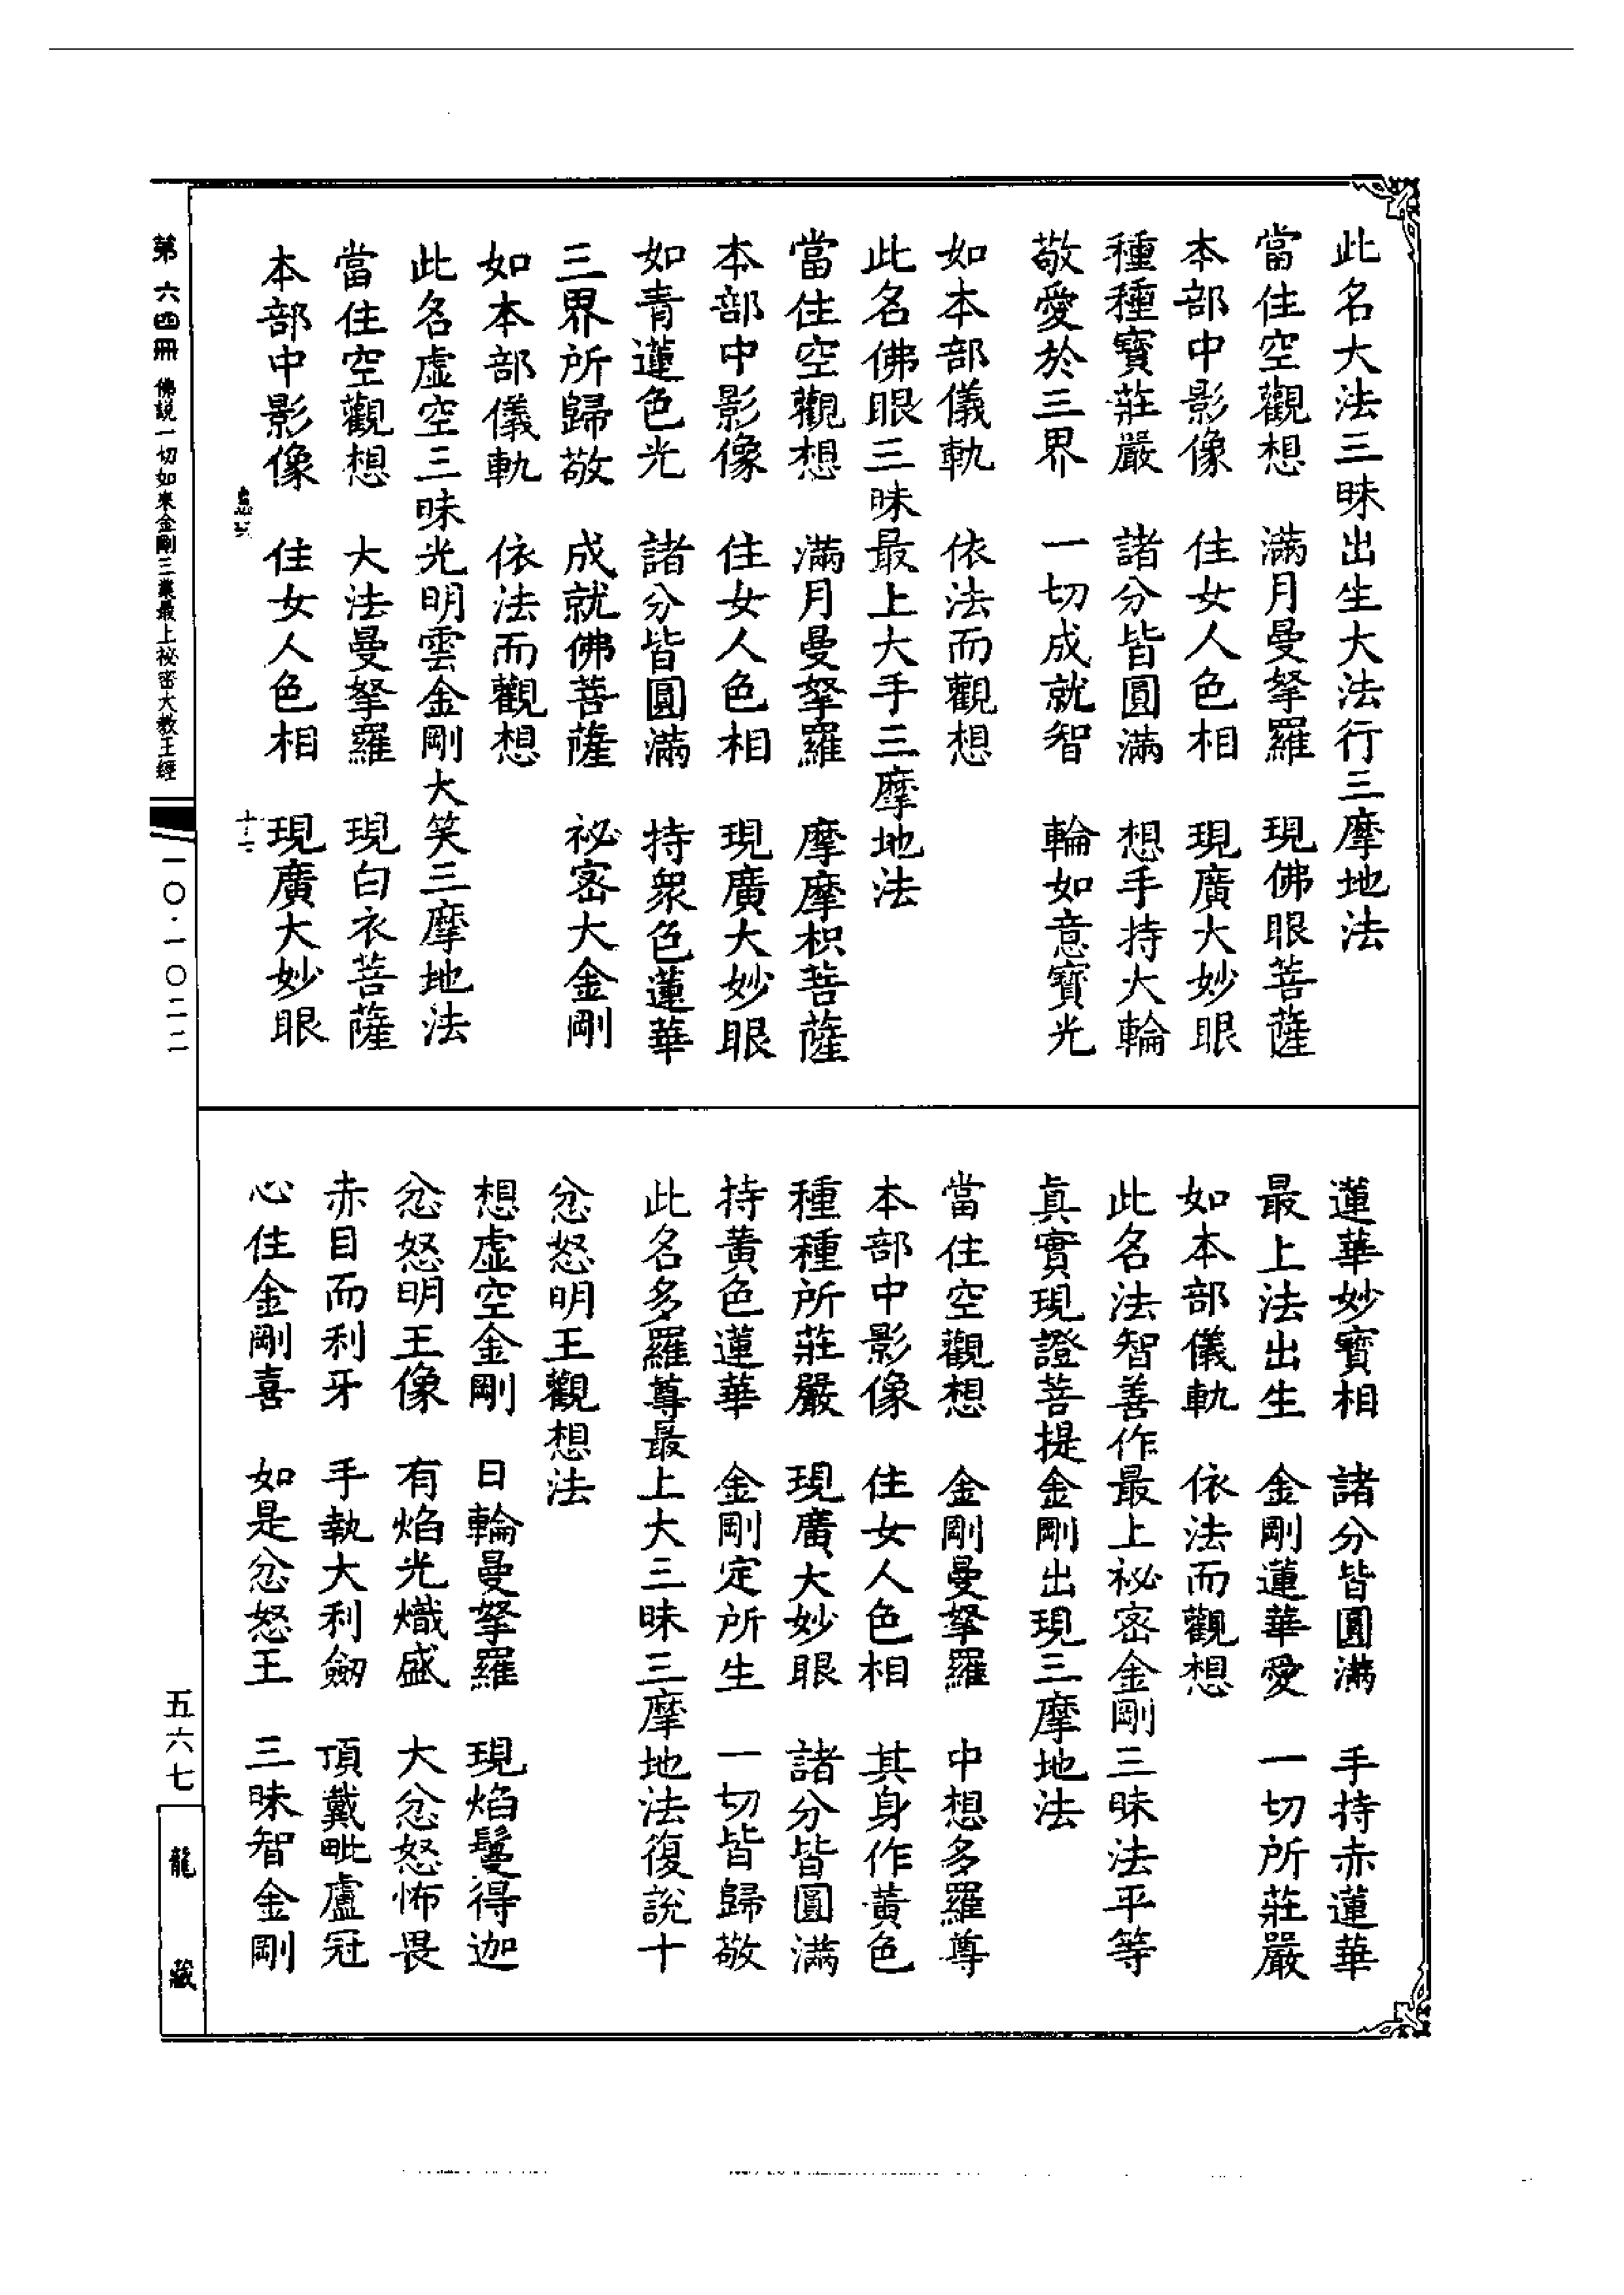 此名大法三昧出生大法行三摩地法
當住空觀想　滿月曼拏羅　現佛眼菩薩
本部中影像　住女人色相　現廣大妙眼
種種寶莊嚴　諸分皆圓滿　想手持大輪
敬愛於三界　一切成就智　輪如意寶光
如本部儀軌　依法而觀想
此名佛眼三昧最上大手三摩地法
當住空觀想　滿月曼拏羅　摩摩枳菩薩
本部中影像　住女人色相　現廣大妙眼
如青蓮色光　諸分皆圓滿　持眾色蓮華
三界所歸敬　成就佛菩薩　祕密大金剛
如本部儀軌　依法而觀想
此名虛空三昧光明雲金剛大笑三摩地法
當住空觀想　大法曼拏羅　現白衣菩薩
本部中影像　住女人色相　現廣大妙眼
蓮華妙寶相　諸分皆圓滿　手持赤蓮華
最上法出生　金剛蓮華愛　一切所莊嚴
如本部儀軌　依法而觀想
此名法智善作最上祕密金剛三昧法平等
真實現證菩提金剛出現三摩地法
當住空觀想　金剛曼拏羅　中想多羅尊
本部中影像　住女人色相　其身作黃色
種種所莊嚴　現廣大妙眼　諸分皆圓滿
持黃色蓮華　金剛定所生　一切皆歸敬
此名多羅尊最上大三昧三摩地法復說十
忿怒明王觀想法
想虛空金剛　日輪曼拏羅　現焰鬘得迦
忿怒明王像　有焰光熾盛　大忿怒怖畏
赤目而利牙　手執大利劒　頂戴毗盧冠
心住金剛喜　如是忿怒王　三昧智金剛
第六四冊　佛說一切如來金剛三業最上祕密大教王經
一〇·一〇二二
五六七
龍藏